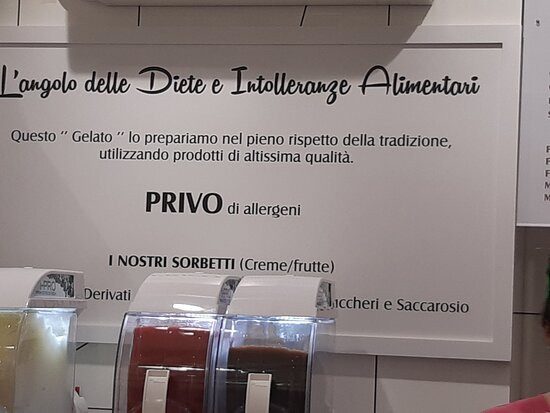 L'angolo delle Diete e Intolleranze Alimentari
Questo " Gelato " lo prepariamo nel pieno rispetto della tradizione,
utilizzando prodotti di altissima qualità.
PRIVO di allergeni
I NOSTRI SORBETTI (Creme/frutte)
Derivati uccheri e Saccarosio